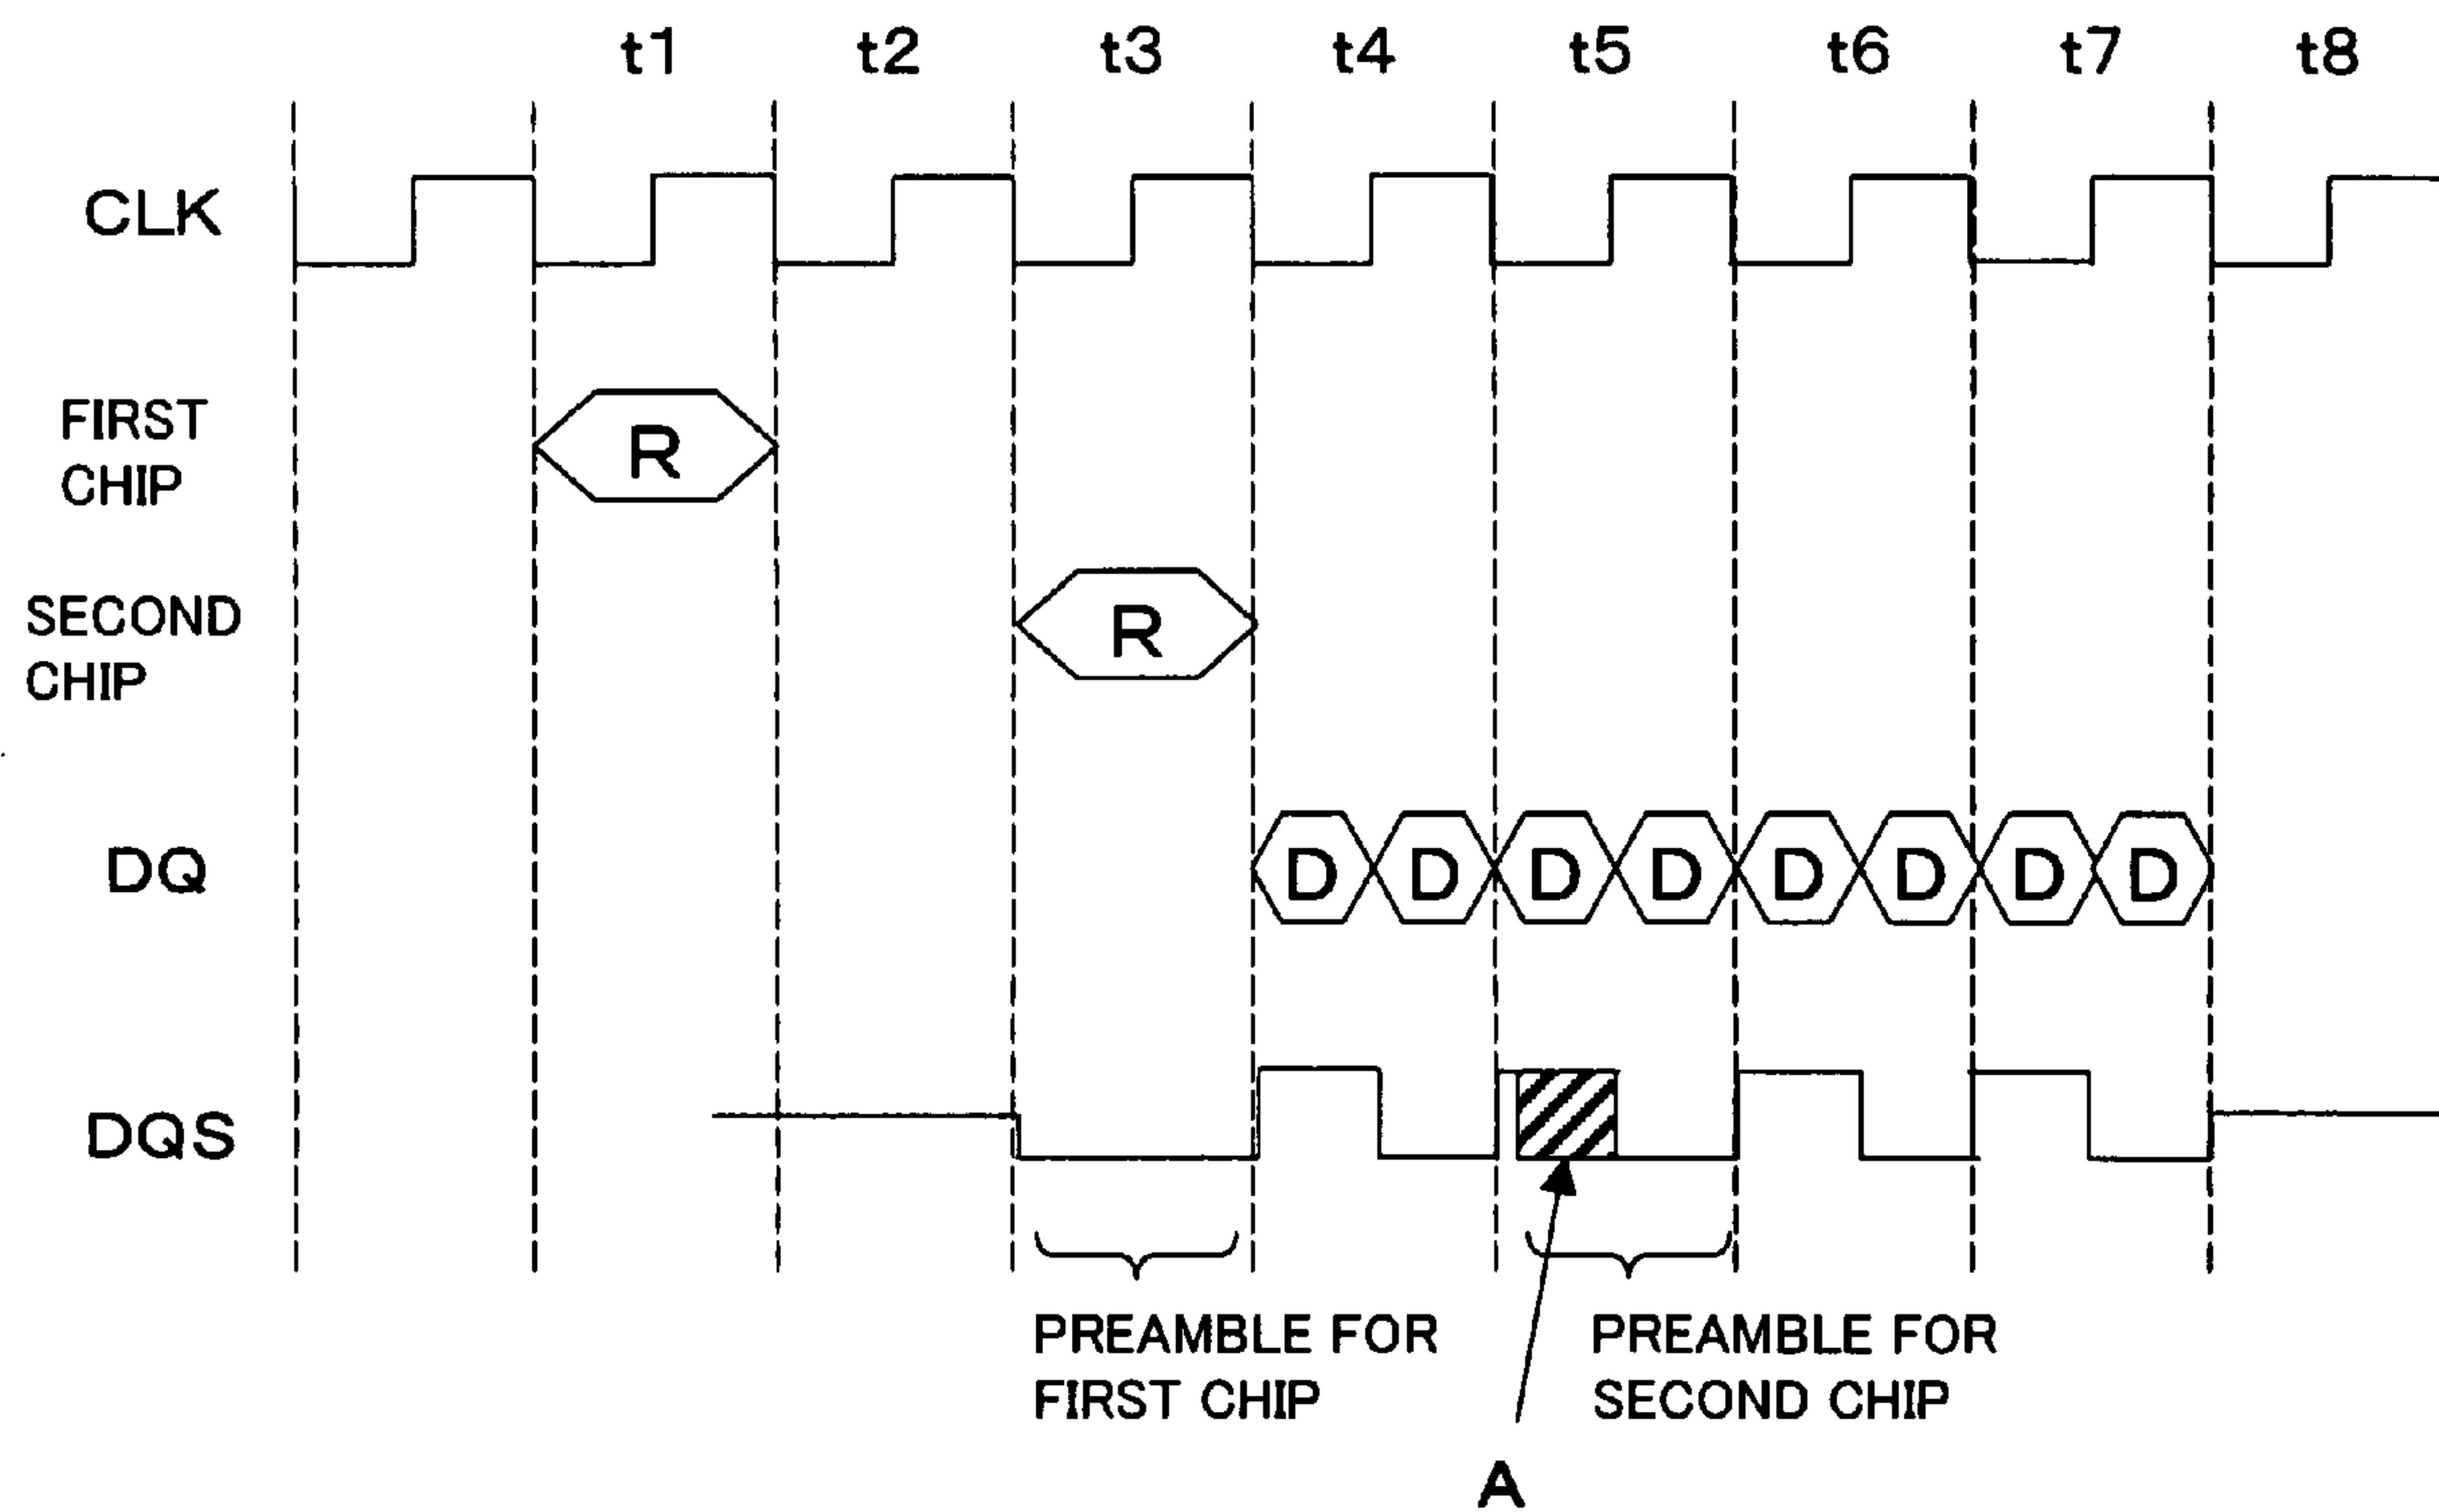 t1 t2 t3 t4 t5 t6 t7 t8
CLK
FIRST
CHIP
R
SECOND
CHIP
R
DQ
D D D D D D D D
DQS
PREAMBLE FOR
FIRST CHIP
PREAMBLE FOR
SECOND CHIP
A